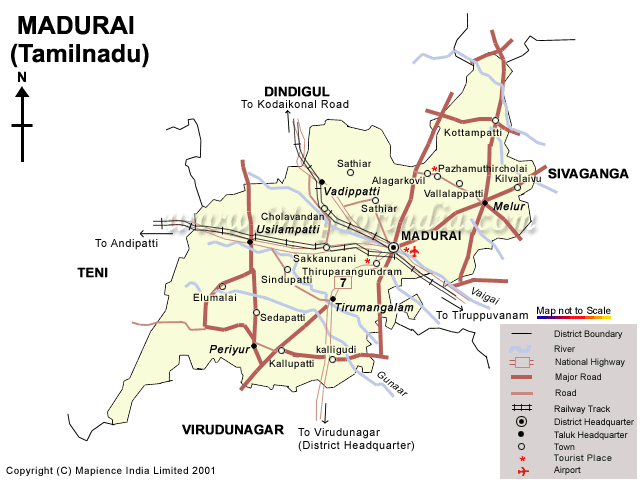 MADURAI
(Tamilnadu)
N
DINDIGUL
To Kodaikonal Road
Kottampatti
Sathiar
Alagarkovil
Pazhamuthircholai
SIVAGANGA
Kilvalaivu
Vadippatti
Vallalappatti
Sathiar
Melur
Cholavandan
Usilampatti
MADURAI
To Andipatti
Sakkanurani
Thiruparangundram
TENI
Sindupatti
7
Vaigai
Elumalai
Tirumangalam
To Tiruppuvanam
Map not to Scale
Sedapatti
Periyur
kalligudi
Kallupatti
Gunaar
VIRUDUNAGAR
To Virudunagar
(District Headquarter)
District Boundary
River
National Highway
Major Road
Road
Railway Track
District Headquarter
Taluk Headquarter
Town
Tourist Place
Airport
Copyright (C) Mapience India Limited 2001